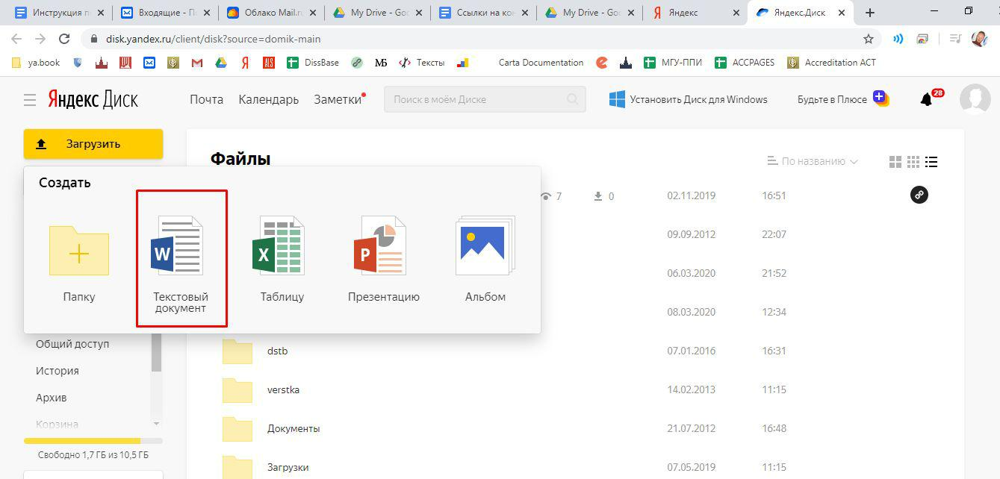 Инструкция п
Входящие - П
Облако Mail.ru
My Drive - Goo
Ссылки на кон
My Drive - Goo
Яндекс
Яндекс.Диск
disk.yandex.ru/client/disk?source=domik-main
ya.book
AIS
DissBase
МБ
Тексты
Carta Documentation
МГУ-ППИ
ACCPAGES
Accreditation ACT
Яндекс Диск
Почта
Календарь
Заметки
Поиск в моём Диске
Установить Диск для Windows
Будьте в Плюсе
28
Загрузить
Файлы
По названию
Создать
W
X
P
Папку
Текстовый
документ
Таблицу
Презентацию
Альбом
7
0
02.11.2019
16:51
09.09.2012
22:07
06.03.2020
21:52
08.03.2020
12:34
Общий доступ
История
Архив
Корзина
Свободно 1,7 ГБ из 10,5 ГБ
dstb
07.01.2016
16:31
verstka
14.02.2013
11:15
Документы
21.07.2012
16:48
Загрузки
07.05.2019
11:15